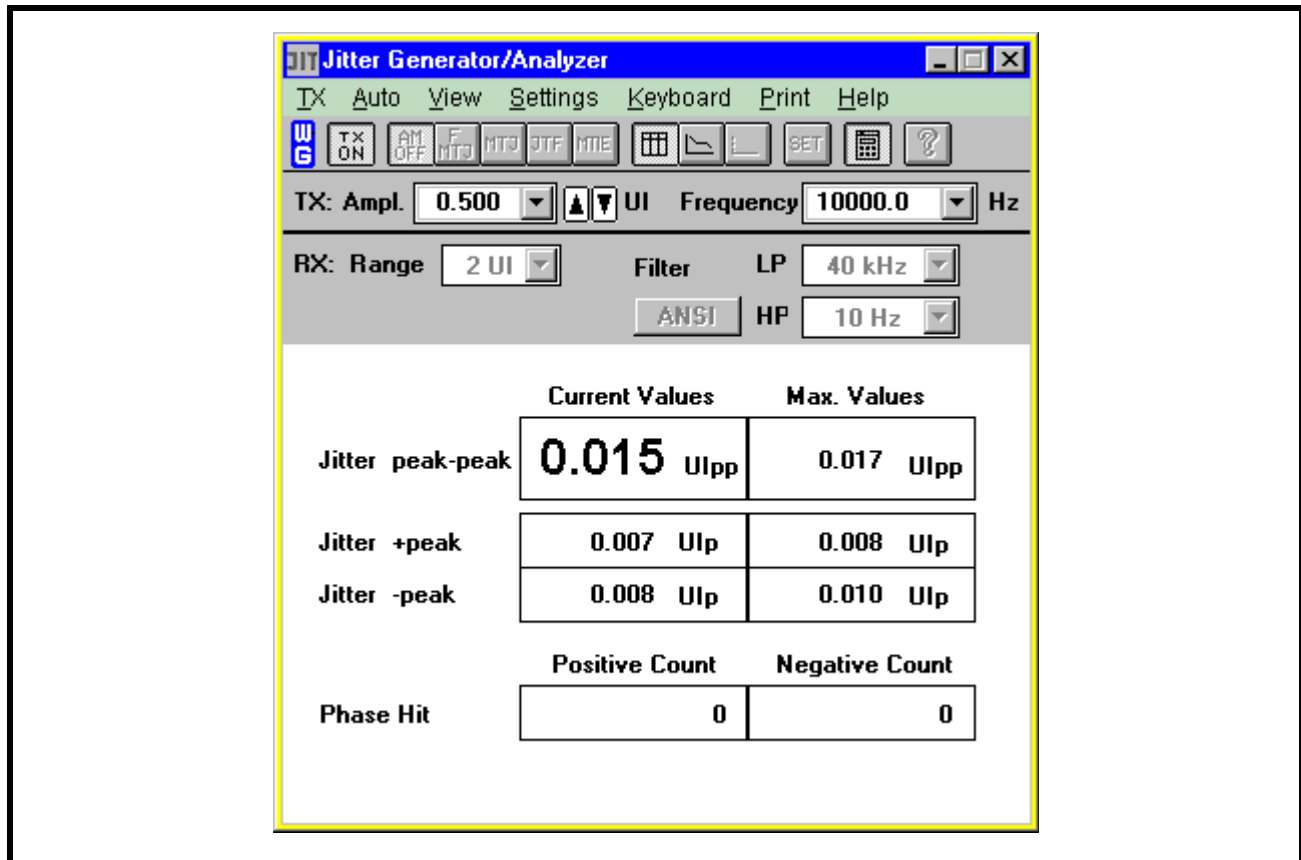 JIT Jitter Generator/Analyzer
TX Auto View Settings Keyboard Print Help
WG TX ON AM OFF F MTJ MTJ JTF MTIE SET ?
TX: Ampl. 0.500 UI Frequency 10000.0 Hz
RX: Range 2 UI Filter LP 40 kHz
ANSI HP 10 Hz
Current Values Max. Values
Jitter peak-peak 0.015 UIpp 0.017 UIpp
Jitter +peak 0.007 UIp 0.008 UIp
Jitter -peak 0.008 UIp 0.010 UIp
Positive Count Negative Count
Phase Hit 0 0